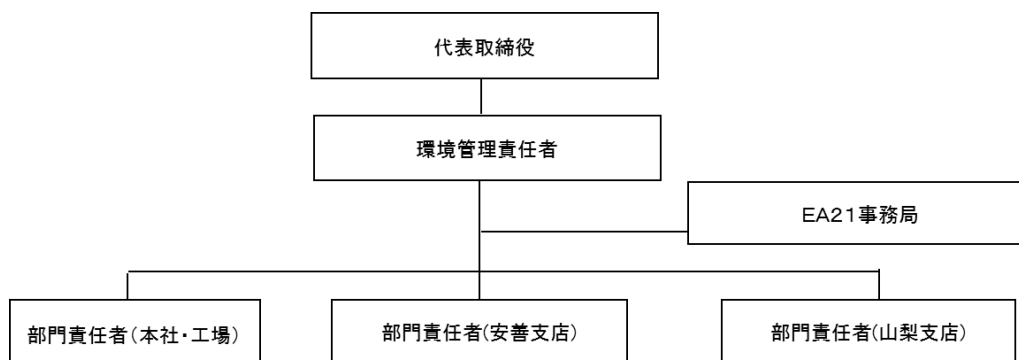 代表取締役
環境管理責任者
EA21事務局
部門責任者(本社・工場)
部門責任者(安善支店)
部門責任者(山梨支店)